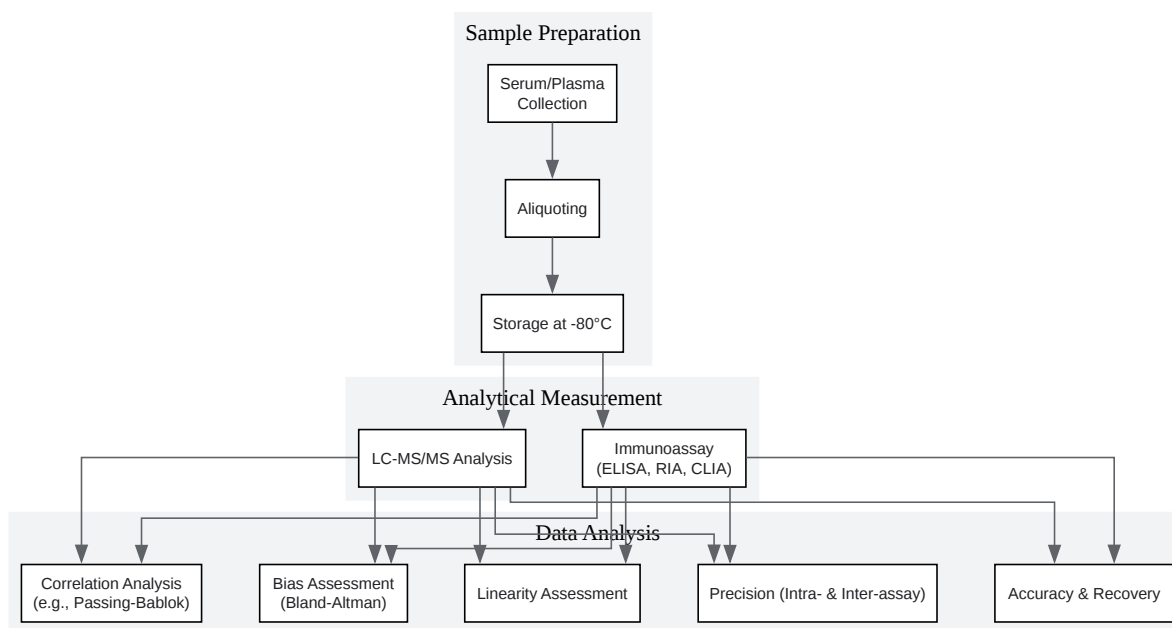 Sample Preparation
Serum/Plasma
Collection
Aliquoting
Storage at -80°C
Analytical Measurement
LC-MS/MS Analysis
Immunoassay
(ELISA, RIA, CLIA)
Data Analysis
Correlation Analysis
(e.g., Passing-Bablok)
Bias Assessment
(Bland-Altman)
Linearity Assessment
Precision (Intra- & Inter-assay)
Accuracy & Recovery